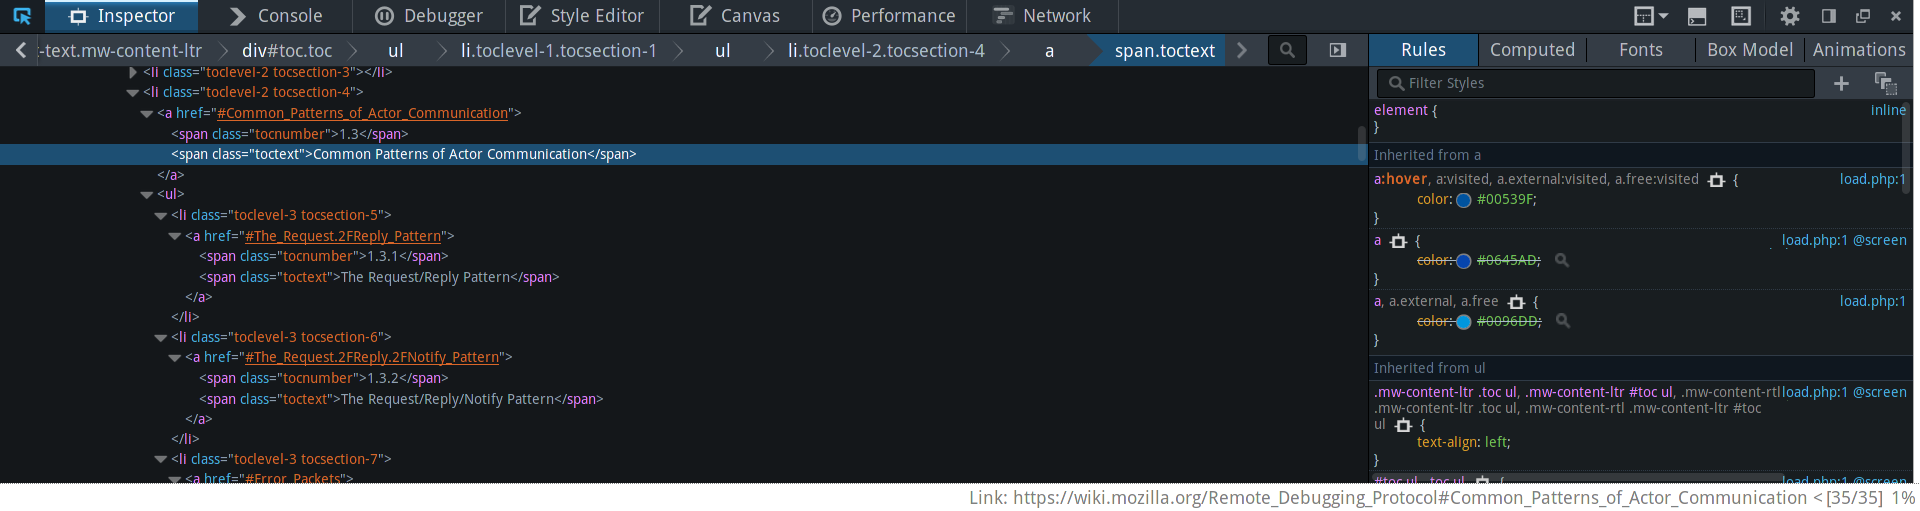 Inspector Console Debugger Style Editor Canvas Performance Network
-text.mw-content-ltr div#toc.toc ul li.toclevel-1.tocsection-1 ul li.toclevel-2.tocsection-4 a span.toctext
Rules Computed Fonts Box Model Animations
<li class="toclevel-2 tocsection-3"></li>
<li class="toclevel-2 tocsection-4">
<a href="#Common_Patterns_of_Actor_Communication">
<span class="tocnumber">1.3</span>
<span class="toctext">Common Patterns of Actor Communication</span>
</a>
<ul>
<li class="toclevel-3 tocsection-5">
<a href="#The_Request.2FReply_Pattern">
<span class="tocnumber">1.3.1</span>
<span class="toctext">The Request/Reply Pattern</span>
</a>
</li>
<li class="toclevel-3 tocsection-6">
<a href="#The_Request.2FReply.2FNotify_Pattern">
<span class="tocnumber">1.3.2</span>
<span class="toctext">The Request/Reply/Notify Pattern</span>
</a>
</li>
<li class="toclevel-3 tocsection-7">
<a href="#Error_Packets">
Filter Styles +
element { inline
}
Inherited from a
a:hover, a:visited, a.external:visited, a.free:visited { load.php:1
color: #00539F;
}
a { load.php:1 @screen
color: #0645AD;
}
a, a.external, a.free { load.php:1
color: #0096DD;
}
Inherited from ul
.mw-content-ltr .toc ul, .mw-content-ltr #toc ul, .mw-content-rtl load.php:1 @screen
.mw-content-ltr .toc ul, .mw-content-rtl .mw-content-ltr #toc
ul {
text-align: left;
}
#toc ul, .toc ul { load.php:1 @screen
Link: https://wiki.mozilla.org/Remote_Debugging_Protocol#Common_Patterns_of_Actor_Communication <[35/35] 1%